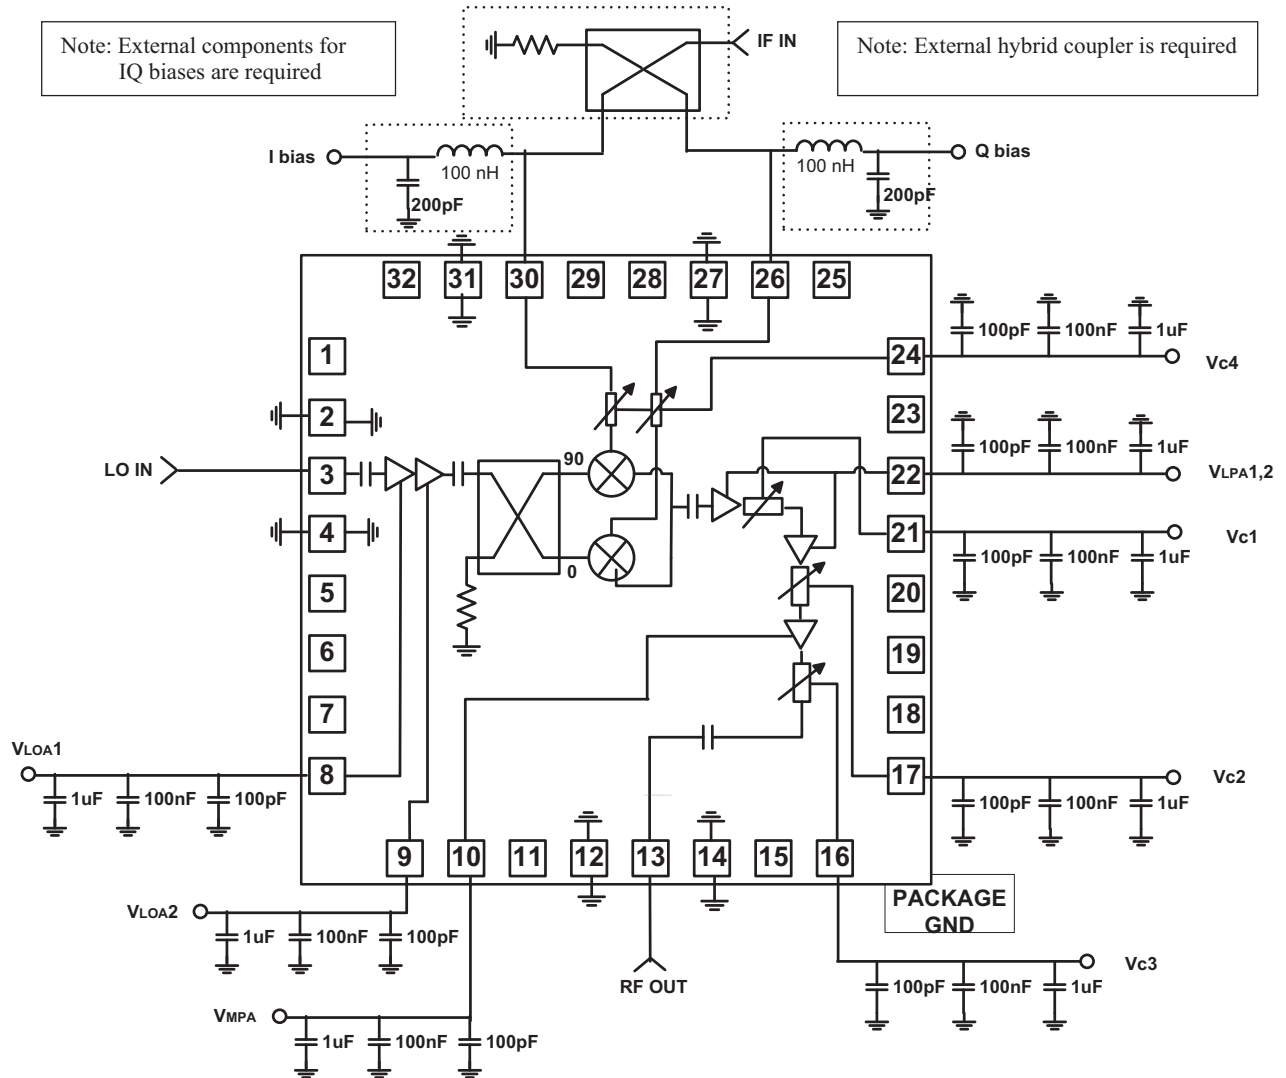 Note: External components for
IQ biases are required
IF IN
Note: External hybrid coupler is required
I bias
100 nH
200pF
100 nH
200pF
Q bias
32
31
30
29
28
27
26
25
1
2
3
4
5
6
7
8
24
23
22
21
20
19
18
17
9
10
11
12
13
14
15
16
LO IN
90
0
100pF
100nF
1uF
Vc4
100pF
100nF
1uF
VLPA1,2
100pF
100nF
1uF
Vc1
100pF
100nF
1uF
Vc2
VLOA1
1uF
100nF
100pF
VLOA2
1uF
100nF
100pF
VMPA
1uF
100nF
100pF
RF OUT
PACKAGE
GND
100pF
100nF
1uF
Vc3